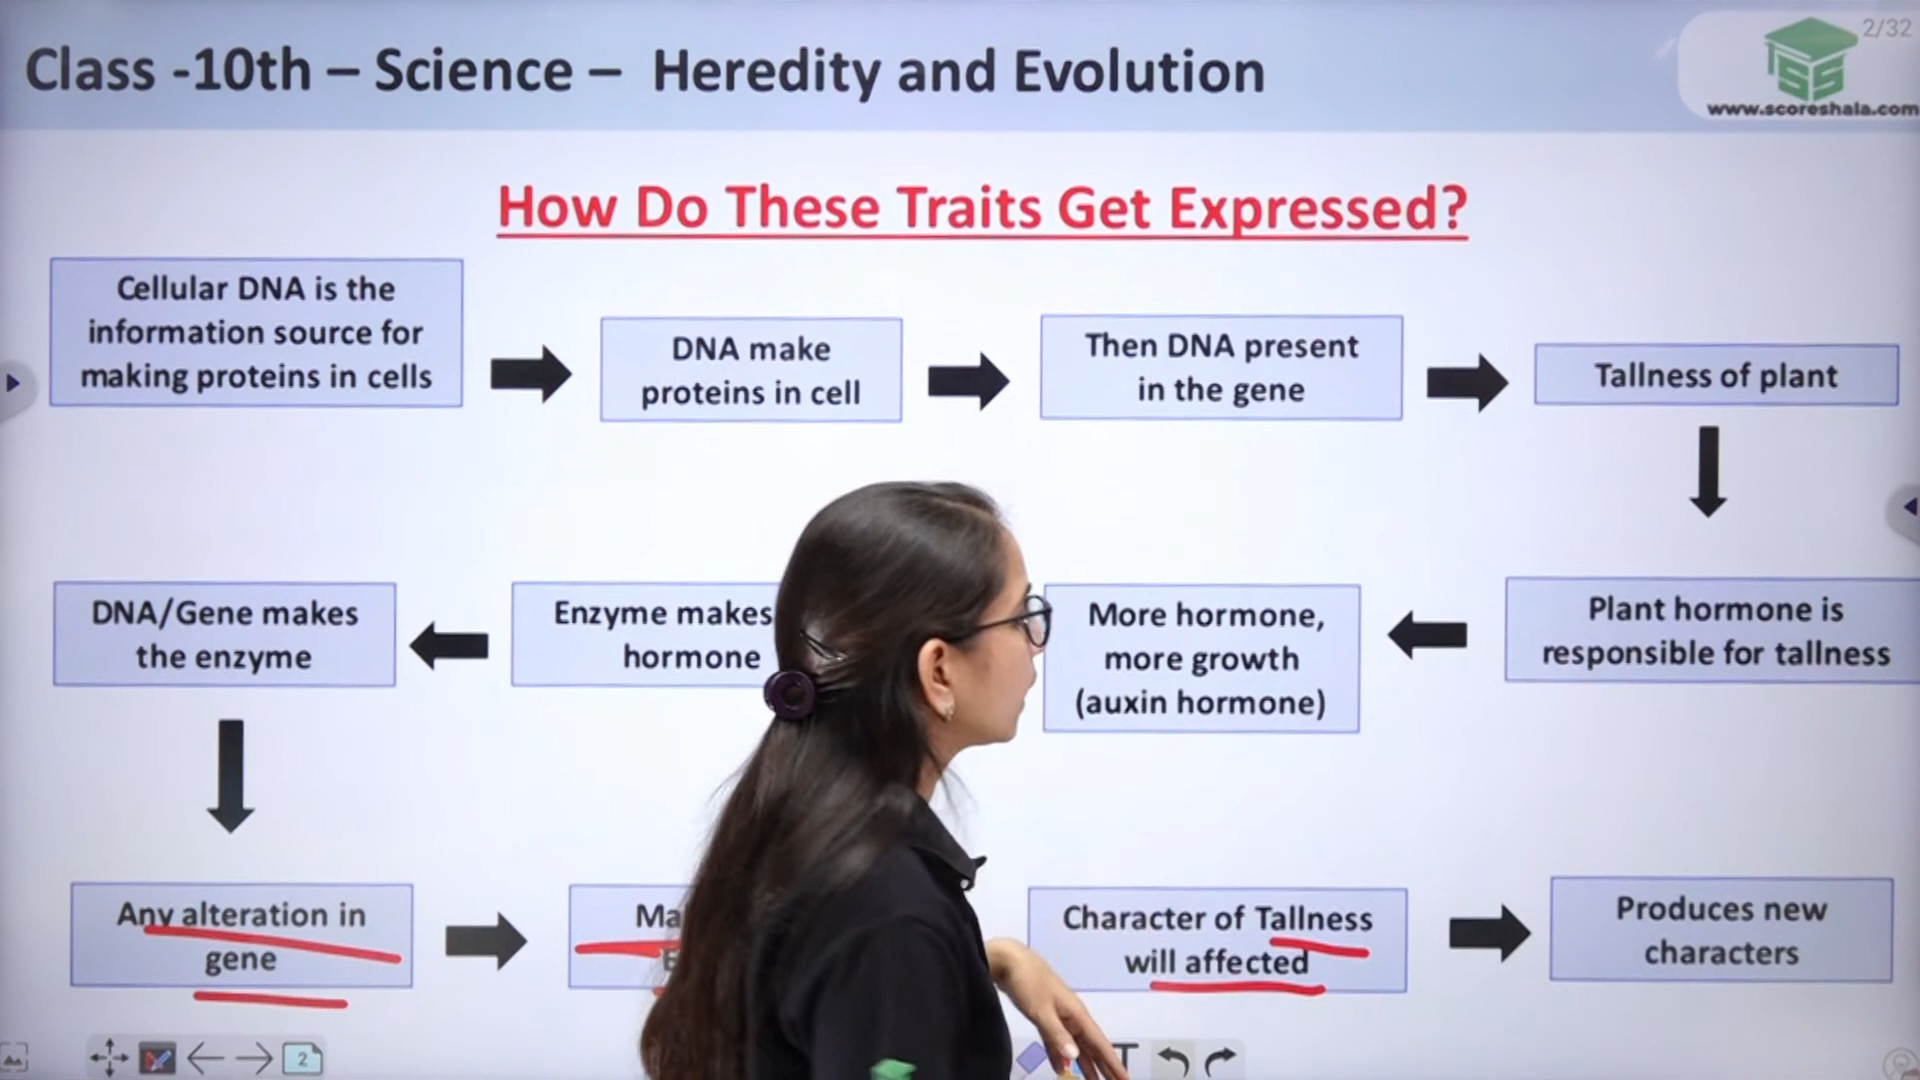 Class -10th – Science – Heredity and Evolution
2/32
SS
www.scoreshala.com
How Do These Traits Get Expressed?
Cellular DNA is the
information source for
making proteins in cells
DNA make
proteins in cell
Then DNA present
in the gene
Tallness of plant
Plant hormone is
responsible for tallness
More hormone,
more growth
(auxin hormone)
Enzyme makes
hormone
DNA/Gene makes
the enzyme
Any alteration in
gene
Character of Tallness
will affected
Produces new
characters
2
T